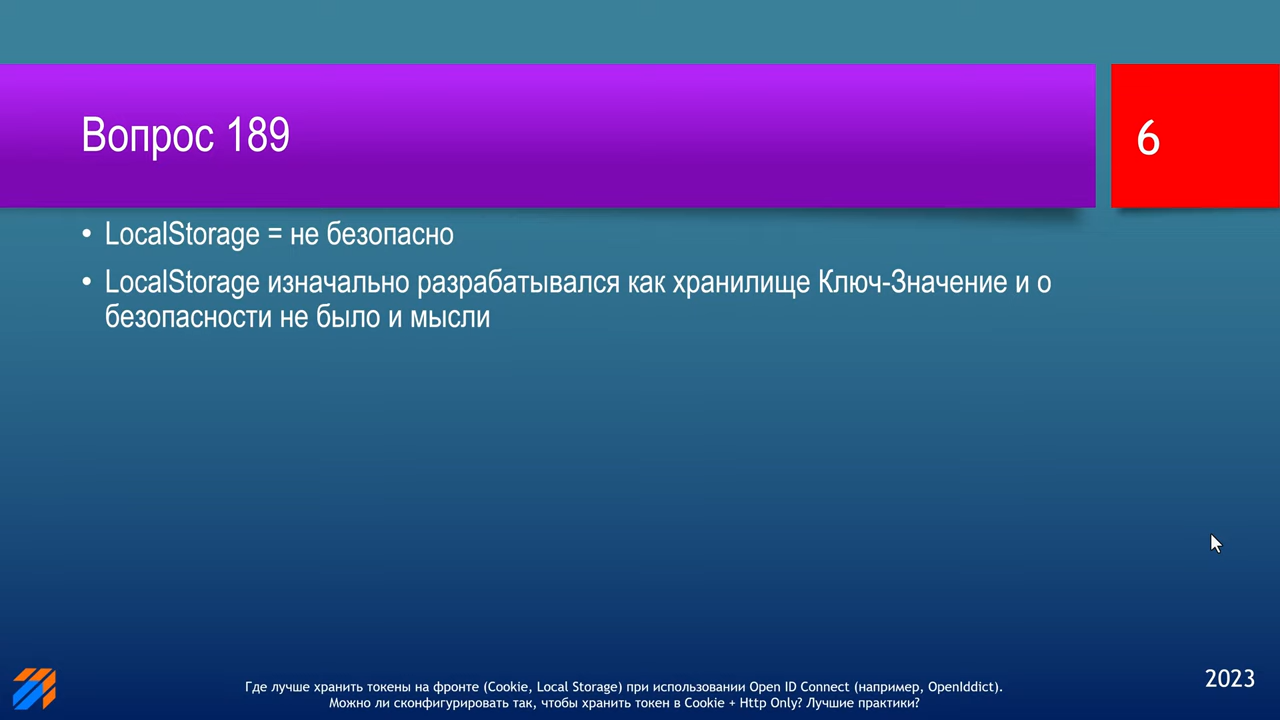 Вопрос 189
6
• LocalStorage = не безопасно
• LocalStorage изначально разрабатывался как хранилище Ключ-Значение и о
безопасности не было и мысли
Где лучше хранить токены на фронте (Cookie, Local Storage) при использовании Open ID Connect (например, OpenIddict).
Можно ли сконфигурировать так, чтобы хранить токен в Cookie + Http Only? Лучшие практики?
2023